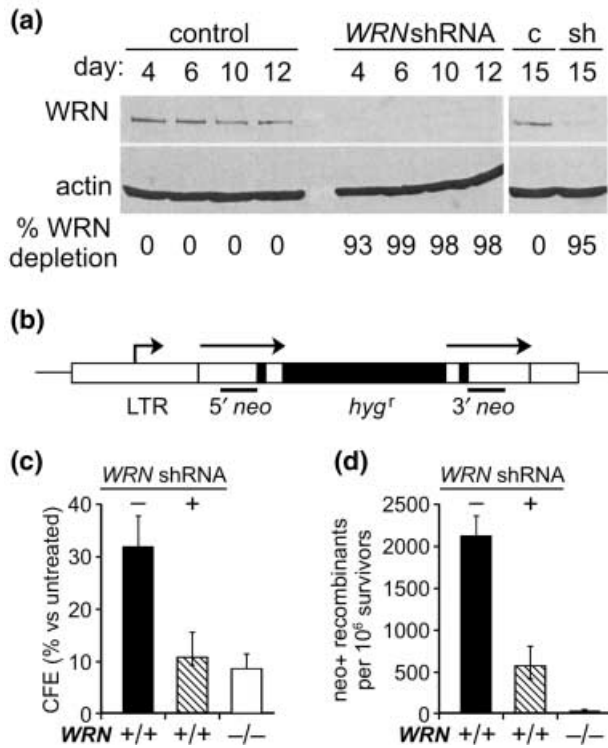 (a)
control WRN shRNA c sh
day: 4 6 10 12 4 6 10 12 15 15
WRN
actin
% WRN depletion 0 0 0 0 93 99 98 98 0 95
(b)
LTR 5′ neo hygʳ 3′ neo
(c)
WRN shRNA
− +
CFE (% vs untreated)
40
30
20
10
0
WRN +/+ +/+ −/−
(d)
WRN shRNA
− +
neo+ recombinants
per 10⁶ survivors
2500
2000
1500
1000
500
0
WRN +/+ +/+ −/−